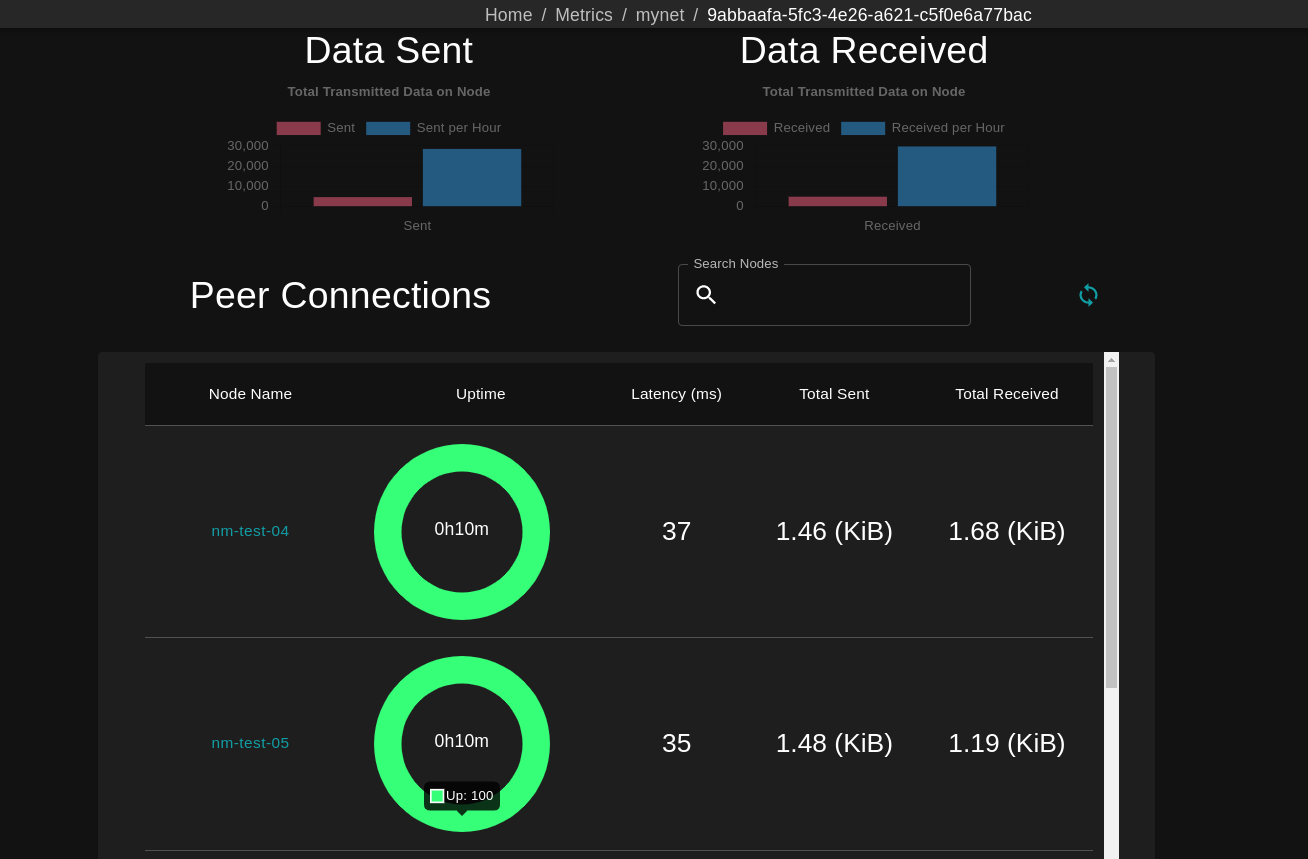 Home / Metrics / mynet / 9abbaafa-5fc3-4e26-a621-c5f0e6a77bac
Data Sent
Total Transmitted Data on Node
Sent Sent per Hour
30,000
20,000
10,000
0
Sent
Data Received
Total Transmitted Data on Node
Received Received per Hour
30,000
20,000
10,000
0
Received
Peer Connections
Search Nodes
Node Name Uptime Latency (ms) Total Sent Total Received
nm-test-04 0h10m 37 1.46 (KiB) 1.68 (KiB)
nm-test-05 0h10m 35 1.48 (KiB) 1.19 (KiB)
Up: 100